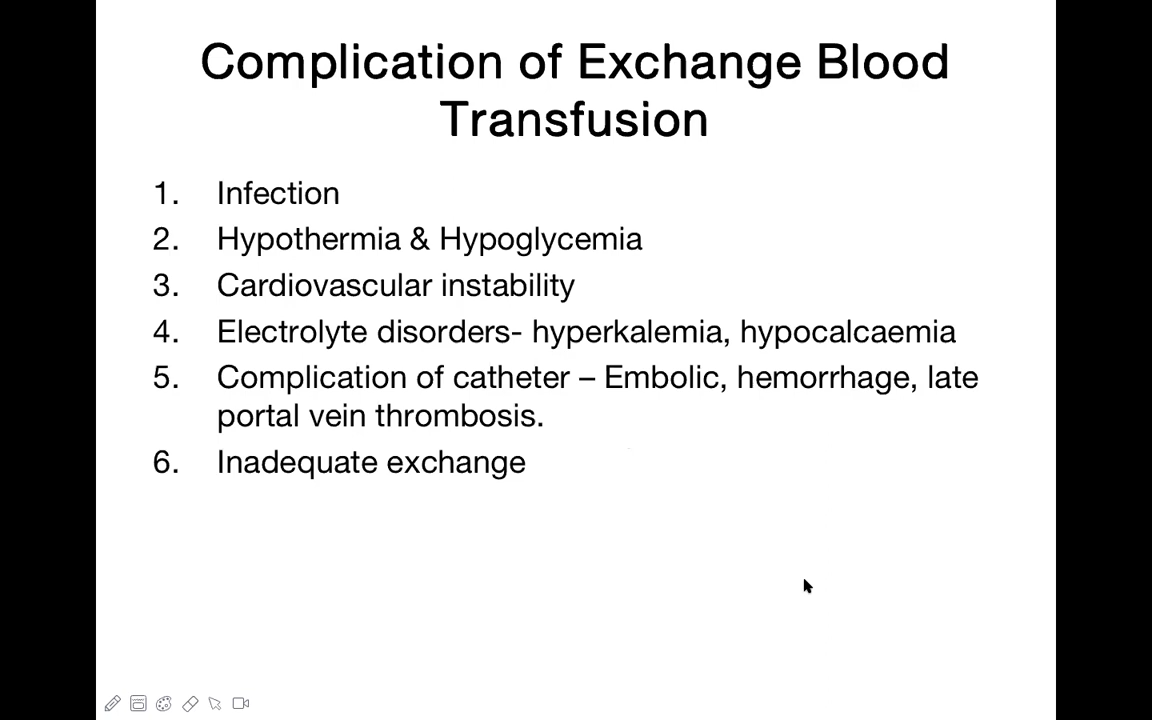 Complication of Exchange Blood
Transfusion
1. Infection
2. Hypothermia & Hypoglycemia
3. Cardiovascular instability
4. Electrolyte disorders- hyperkalemia, hypocalcaemia
5. Complication of catheter – Embolic, hemorrhage, late
portal vein thrombosis.
6. Inadequate exchange